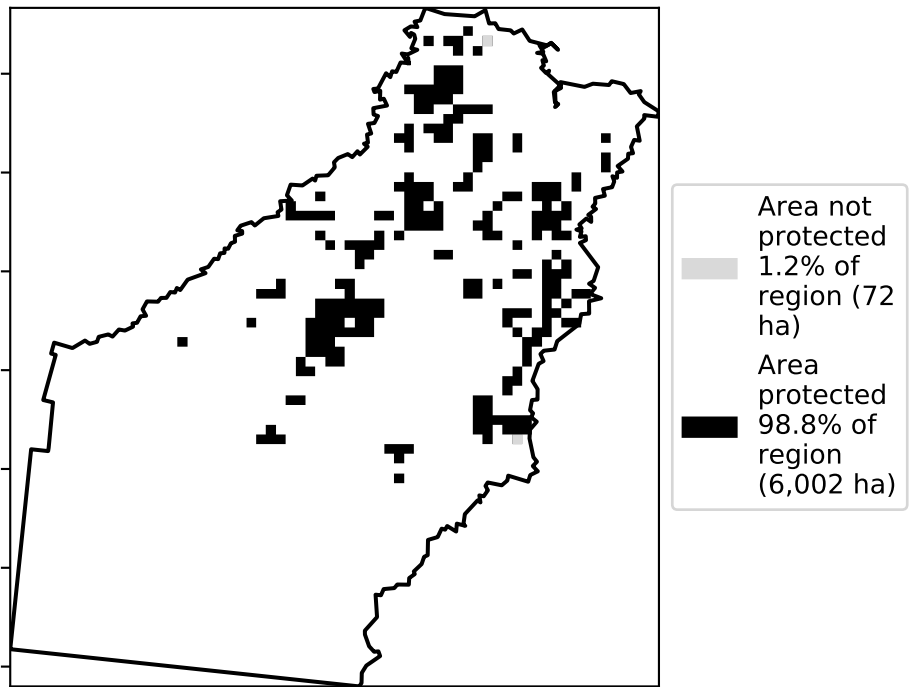 Area not
protected
1.2% of
region (72
ha)
Area
protected
98.8% of
region
(6,002 ha)